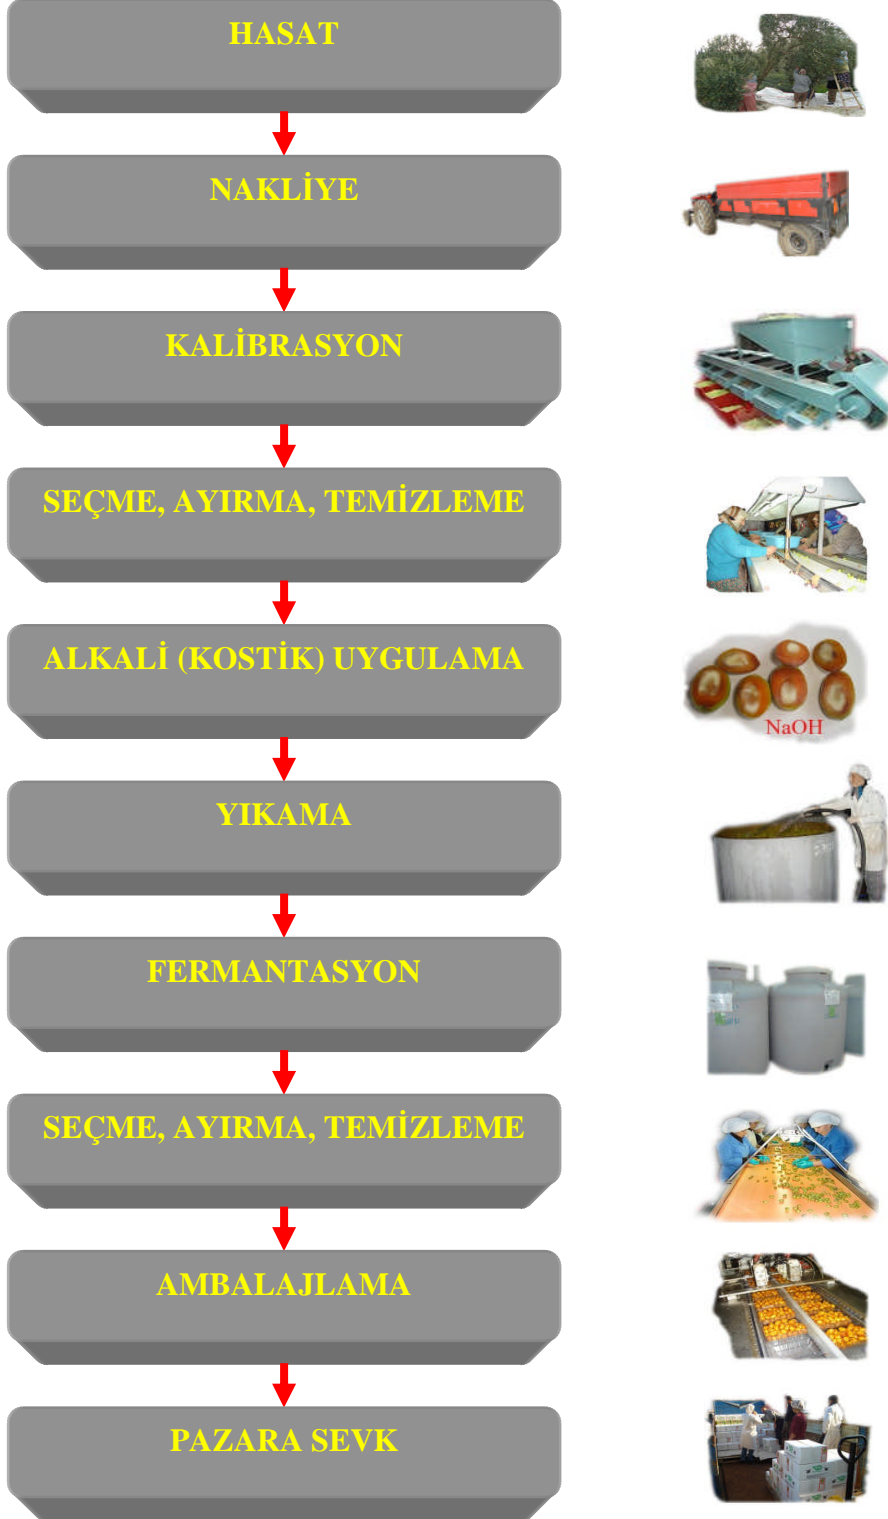 HASAT
NAKLİYE
KALİBRASYON
SEÇME, AYIRMA, TEMİZLEME
ALKALİ (KOSTİK) UYGULAMA
NaOH
YIKAMA
FERMANTASYON
SEÇME, AYIRMA, TEMİZLEME
AMBALAJLAMA
PAZARA SEVK